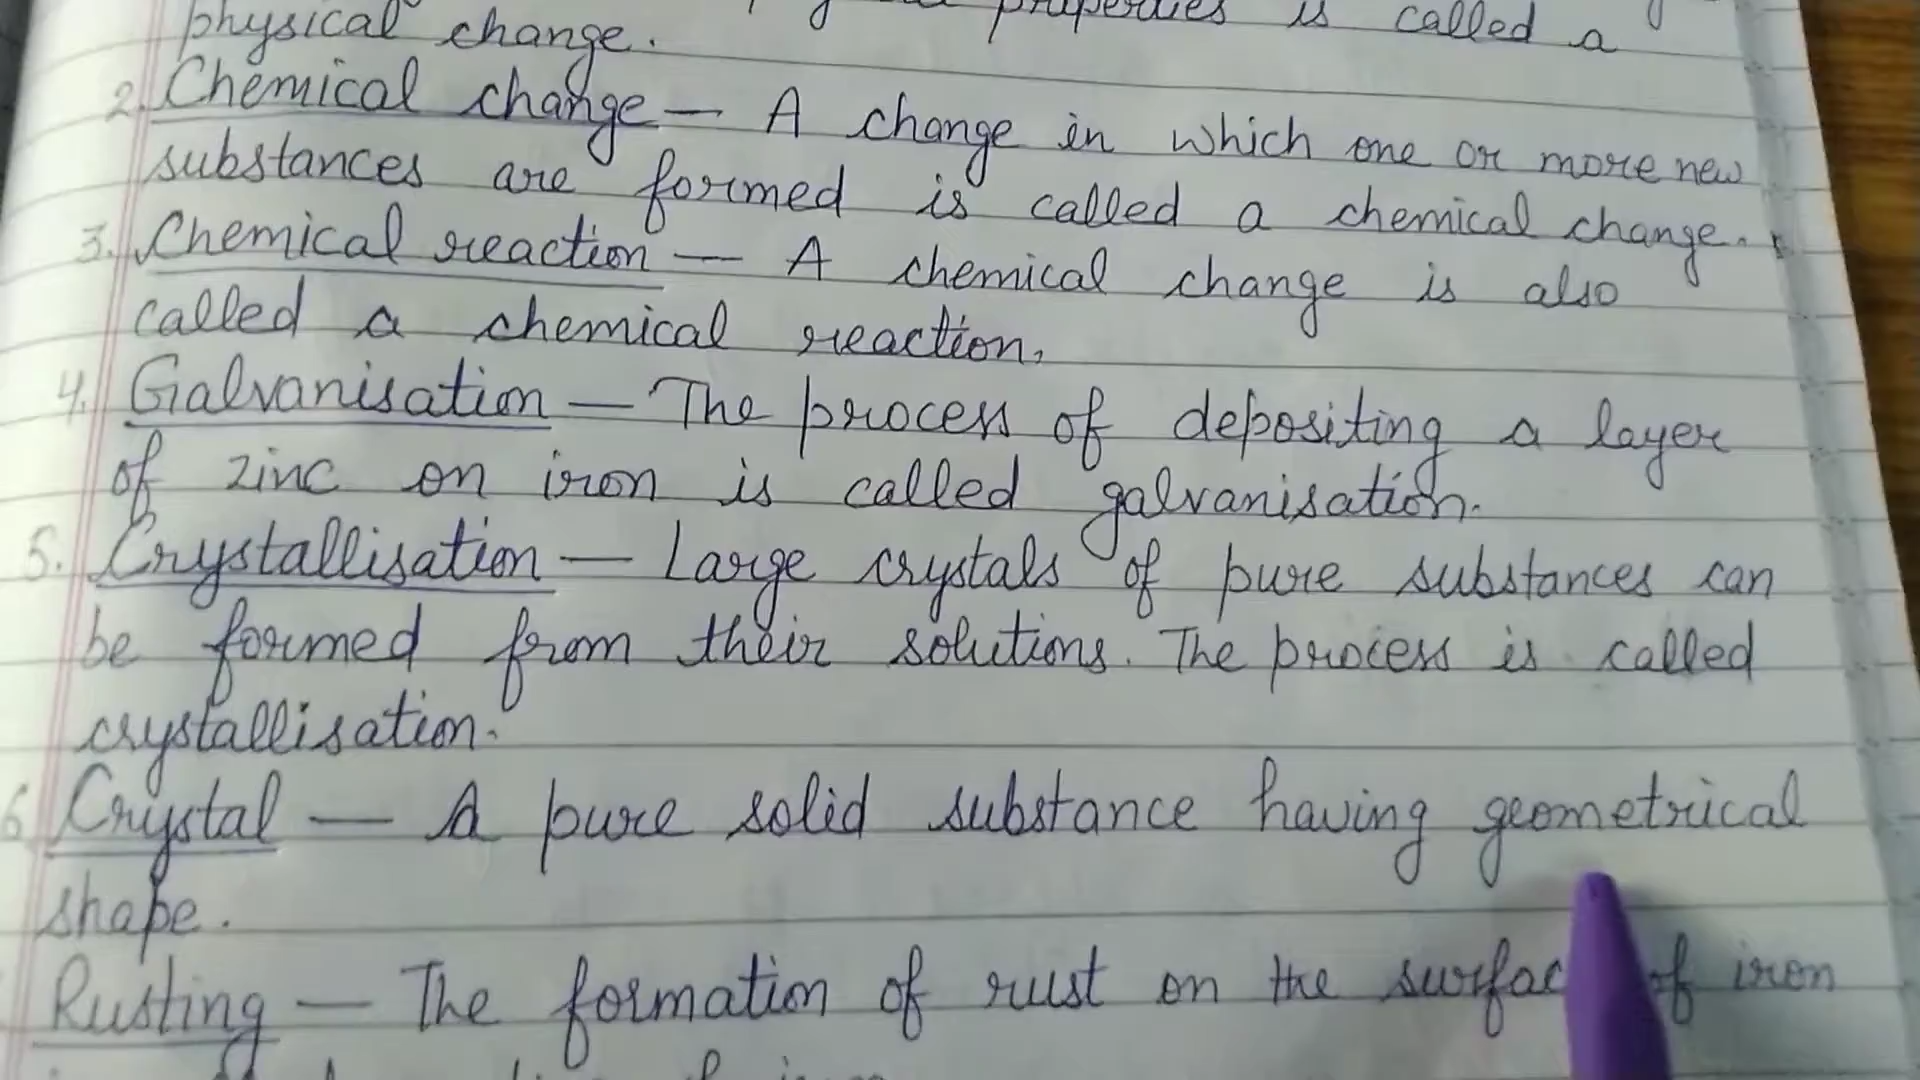 properties is called a
physical change.
2. Chemical change — A change in which one or more new
substances are formed is called a chemical change.
3. Chemical reaction — A chemical change is also
called a chemical reaction.
4. Galvanisation — The process of depositing a layer
of zinc on iron is called galvanisation.
5. Crystallisation — Large crystals of pure substances can
be formed from their solutions. The process is called
crystallisation.
6 Crystal — A pure solid substance having geometrical
shape.
Rusting — The formation of rust on the surfac of iron